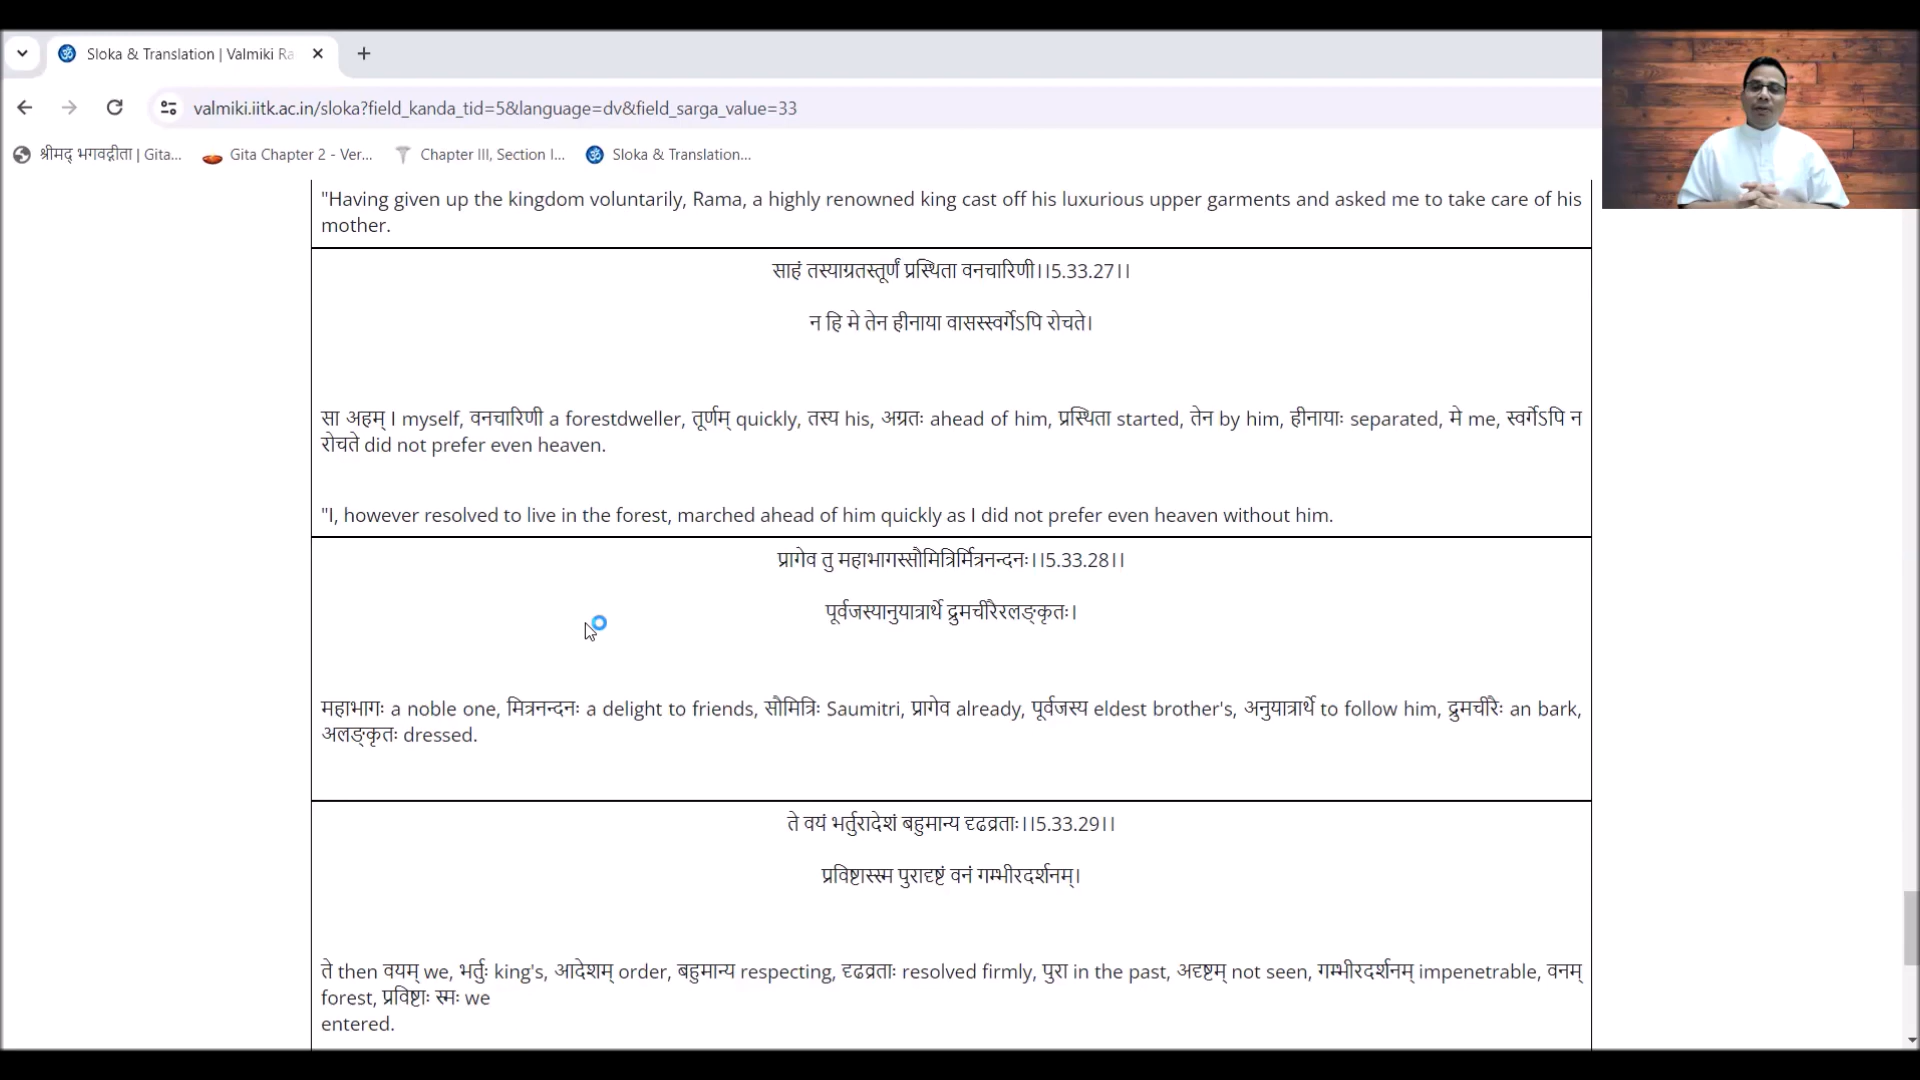 Sloka & Translation | Valmiki Ra
valmiki.iitk.ac.in/sloka?field_kanda_tid=5&language=dv&field_sarga_value=33
श्रीमद् भगवद्गीता | Gita... Gita Chapter 2 - Ver... Chapter III, Section I... Sloka & Translation...
"Having given up the kingdom voluntarily, Rama, a highly renowned king cast off his luxurious upper garments and asked me to take care of his
mother.
साहं तस्याग्रतस्तूर्णं प्रस्थिता वनचारिणी।।5.33.27।।
न हि मे तेन हीनाया वासस्स्वर्गेऽपि रोचते।
सा अहम् I myself, वनचारिणी a forestdweller, तूर्णम् quickly, तस्य his, अग्रतः ahead of him, प्रस्थिता started, तेन by him, हीनायाः separated, मे me, स्वर्गेऽपि न
रोचते did not prefer even heaven.
"I, however resolved to live in the forest, marched ahead of him quickly as I did not prefer even heaven without him.
प्रागेव तु महाभागस्सौमित्रिर्मित्रनन्दनः।।5.33.28।।
पूर्वजस्यानुयात्रार्थे द्रुमचीरैरलङ्कृतः।
महाभागः a noble one, मित्रनन्दनः a delight to friends, सौमित्रिः Saumitri, प्रागेव already, पूर्वजस्य eldest brother's, अनुयात्रार्थे to follow him, द्रुमचीरैः an bark,
अलङ्कृतः dressed.
ते वयं भर्तुरादेशं बहुमान्य दृढव्रताः।।5.33.29।।
प्रविष्टास्स्म पुरादृष्टं वनं गम्भीरदर्शनम्।
ते then वयम् we, भर्तुः king's, आदेशम् order, बहुमान्य respecting, दृढव्रताः resolved firmly, पुरा in the past, अदृष्टम् not seen, गम्भीरदर्शनम् impenetrable, वनम्
forest, प्रविष्टाः स्मः we
entered.